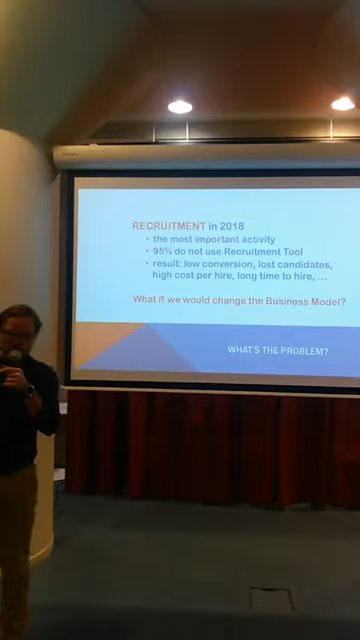 RECRUITMENT in 2018
• the most important activity
• 95% do not use Recruitment Tool
• result: low conversion, lost candidates,
high cost per hire, long time to hire, ...
What if we would change the Business Model?
WHAT'S THE PROBLEM?